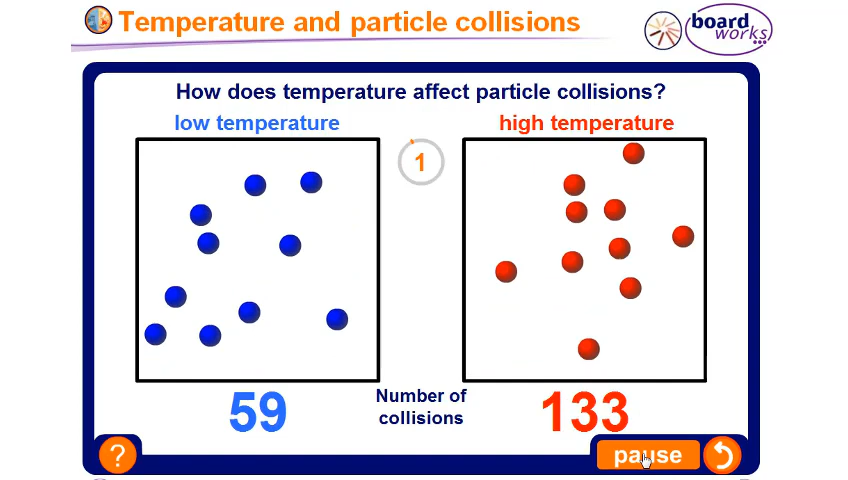 Temperature and particle collisions
board
works
How does temperature affect particle collisions?
low temperature
high temperature
1
59
Number of
collisions
133
?
pause